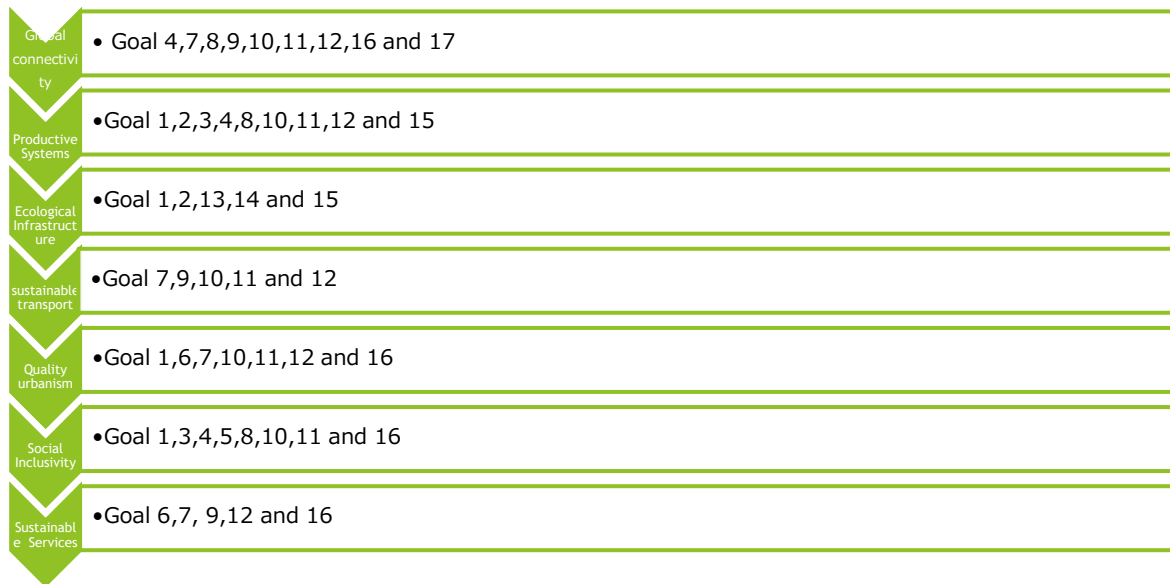 Global
connectivi
ty
• Goal 4,7,8,9,10,11,12,16 and 17
Productive
Systems
•Goal 1,2,3,4,8,10,11,12 and 15
Ecological
Infrastruct
ure
•Goal 1,2,13,14 and 15
sustainable
transport
•Goal 7,9,10,11 and 12
Quality
urbanism
•Goal 1,6,7,10,11,12 and 16
Social
Inclusivity
•Goal 1,3,4,5,8,10,11 and 16
Sustainabl
e Services
•Goal 6,7, 9,12 and 16